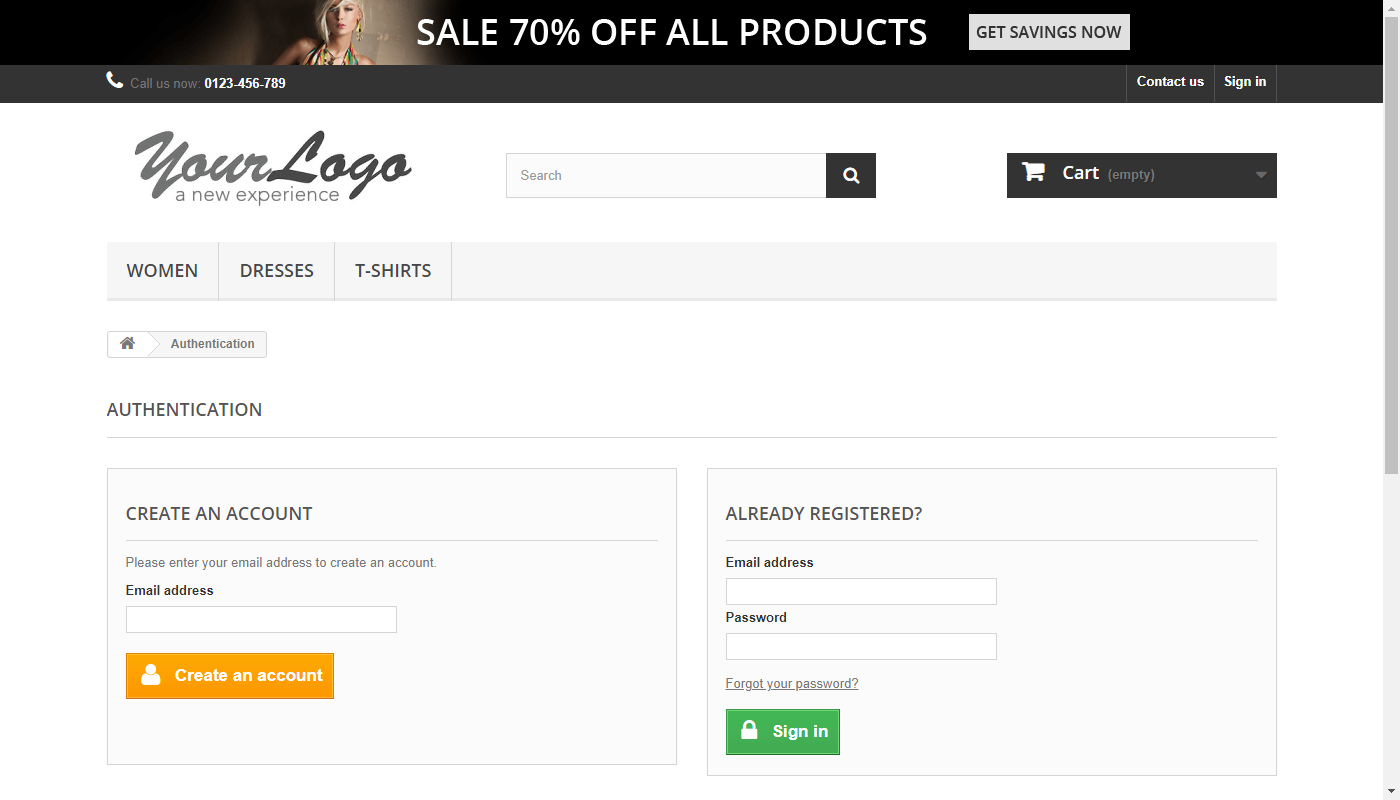 SALE 70% OFF ALL PRODUCTS GET SAVINGS NOW
Call us now: 0123-456-789 Contact us Sign in
YourLogo
a new experience
Search
Cart (empty)
WOMEN DRESSES T-SHIRTS
Authentication
AUTHENTICATION
CREATE AN ACCOUNT
Please enter your email address to create an account.
Email address
Create an account
ALREADY REGISTERED?
Email address
Password
Forgot your password?
Sign in